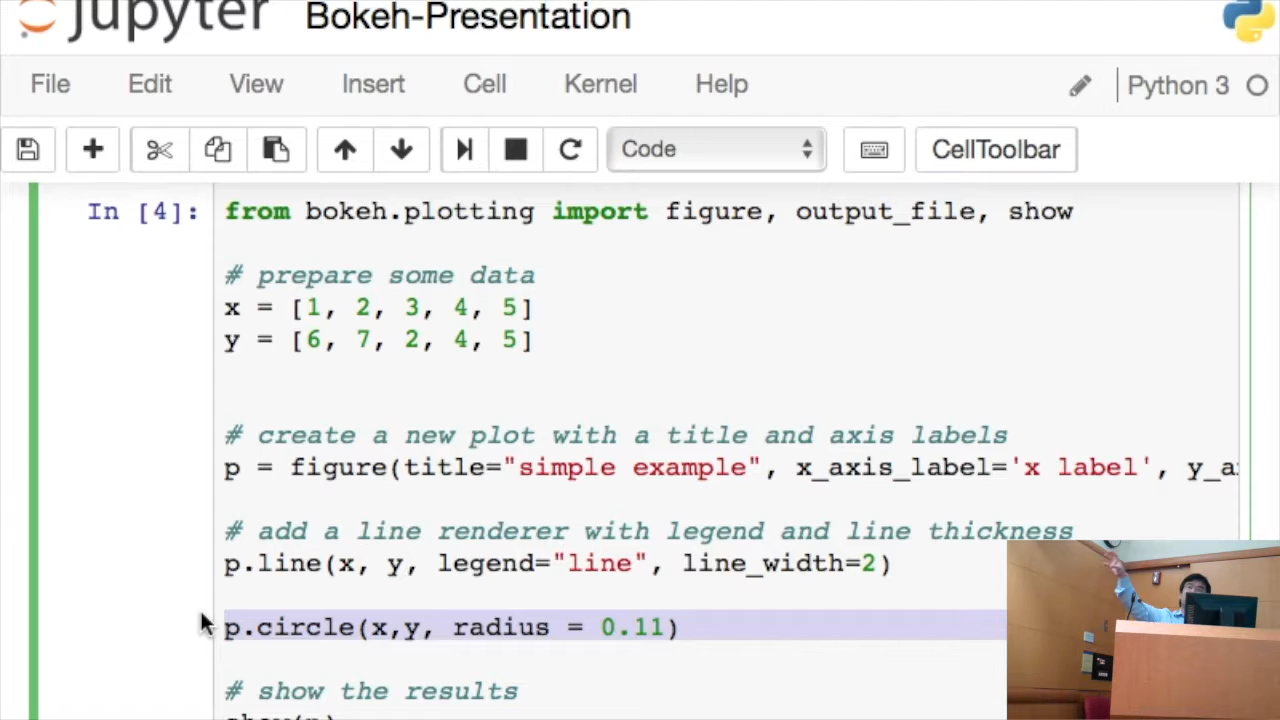 jupyter Bokeh-Presentation
File Edit View Insert Cell Kernel Help Python 3
Code CellToolbar
In [4]: from bokeh.plotting import figure, output_file, show
# prepare some data
x = [1, 2, 3, 4, 5]
y = [6, 7, 2, 4, 5]
# create a new plot with a title and axis labels
p = figure(title="simple example", x_axis_label='x label', y_a
# add a line renderer with legend and line thickness
p.line(x, y, legend="line", line_width=2)
p.circle(x,y, radius = 0.11)
# show the results
show(p)